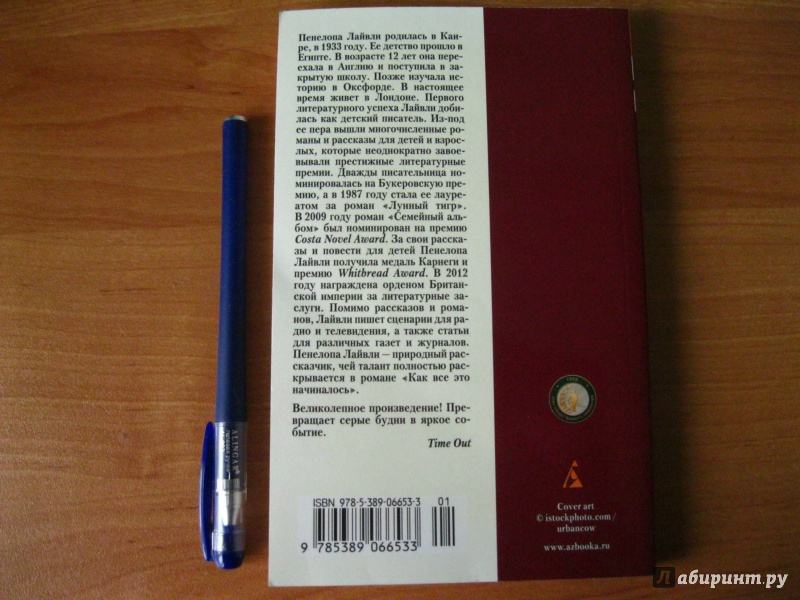 Пенелопа Лайвли родилась в Каи-
ре, в 1933 году. Ее детство прошло в
Египте. В возрасте 12 лет она пере-
ехала в Англию и поступила в за-
крытую школу. Позже изучала ис-
торию в Оксфорде. В настоящее
время живет в Лондоне. Первого
литературного успеха Лайвли доби-
лась как детский писатель. Из-под
ее пера вышли многочисленные ро-
маны и рассказы для детей и взрос-
лых, которые неоднократно завое-
вывали престижные литературные
премии. Дважды писательница но-
минировалась на Букеровскую пре-
мию, а в 1987 году стала ее лауре-
атом за роман «Лунный тигр».
В 2009 году роман «Семейный аль-
бом» был номинирован на премию
Costa Novel Award. За свои расска-
зы и повести для детей Пенелопа
Лайвли получила медаль Карнеги и
премию Whitbread Award. В 2012
году награждена орденом Британ-
ской империи за литературные за-
слуги. Помимо рассказов и рома-
нов, Лайвли пишет сценарии для ра-
дио и телевидения, а также статьи
для различных газет и журналов.
Пенелопа Лайвли — природный рас-
сказчик, чей талант полностью рас-
крывается в романе «Как все это
начиналось».
Великолепное произведение! Пре-
вращает серые будни в яркое со-
бытие.
Time Out
ISBN 978-5-389-06653-3 01
9 785389 066533
Cover art
© istockphoto.com /
urbancow
www.azbooka.ru
Лабиринт.ру